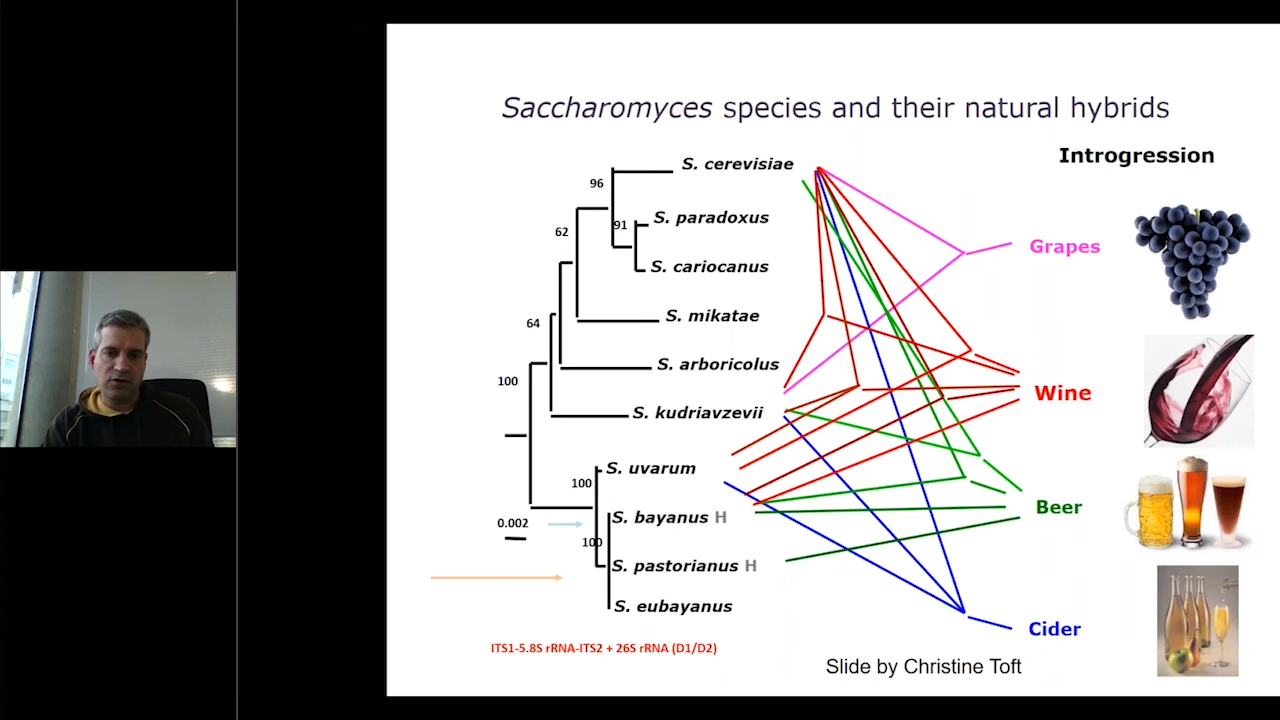 Saccharomyces species and their natural hybrids
Introgression
S. cerevisiae
96
S. paradoxus
91
62
Grapes
S. cariocanus
S. mikatae
64
S. arboricolus
100
Wine
S. kudriavzevii
S. uvarum
100
Beer
S. bayanus H
0.002
100
S. pastorianus H
S. eubayanus
Cider
ITS1-5.8S rRNA-ITS2 + 26S rRNA (D1/D2)
Slide by Christine Toft